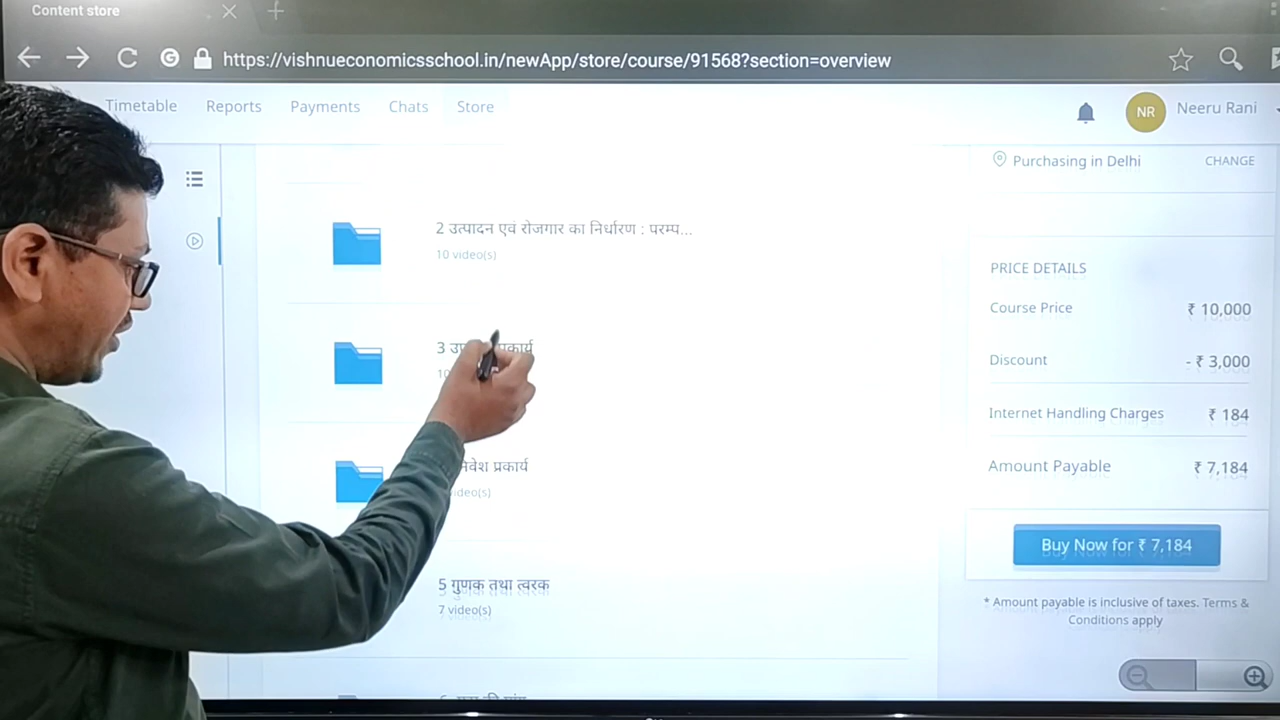 Content store
https://vishnueconomicsschool.in/newApp/store/course/91568?section=overview
Timetable Reports Payments Chats Store
NR Neeru Rani
Purchasing in Delhi CHANGE
2 उत्पादन एवं रोजगार का निर्धारण : परम्प...
10 video(s)
PRICE DETAILS
Course Price ₹ 10,000
3 प्रकार्य
Discount - ₹ 3,000
Internet Handling Charges ₹ 184
प्रकार्य
Amount Payable ₹ 7,184
Buy Now for ₹ 7,184
5 गुणक तथा त्वरक
7 video(s)
* Amount payable is inclusive of taxes. Terms &
Conditions apply